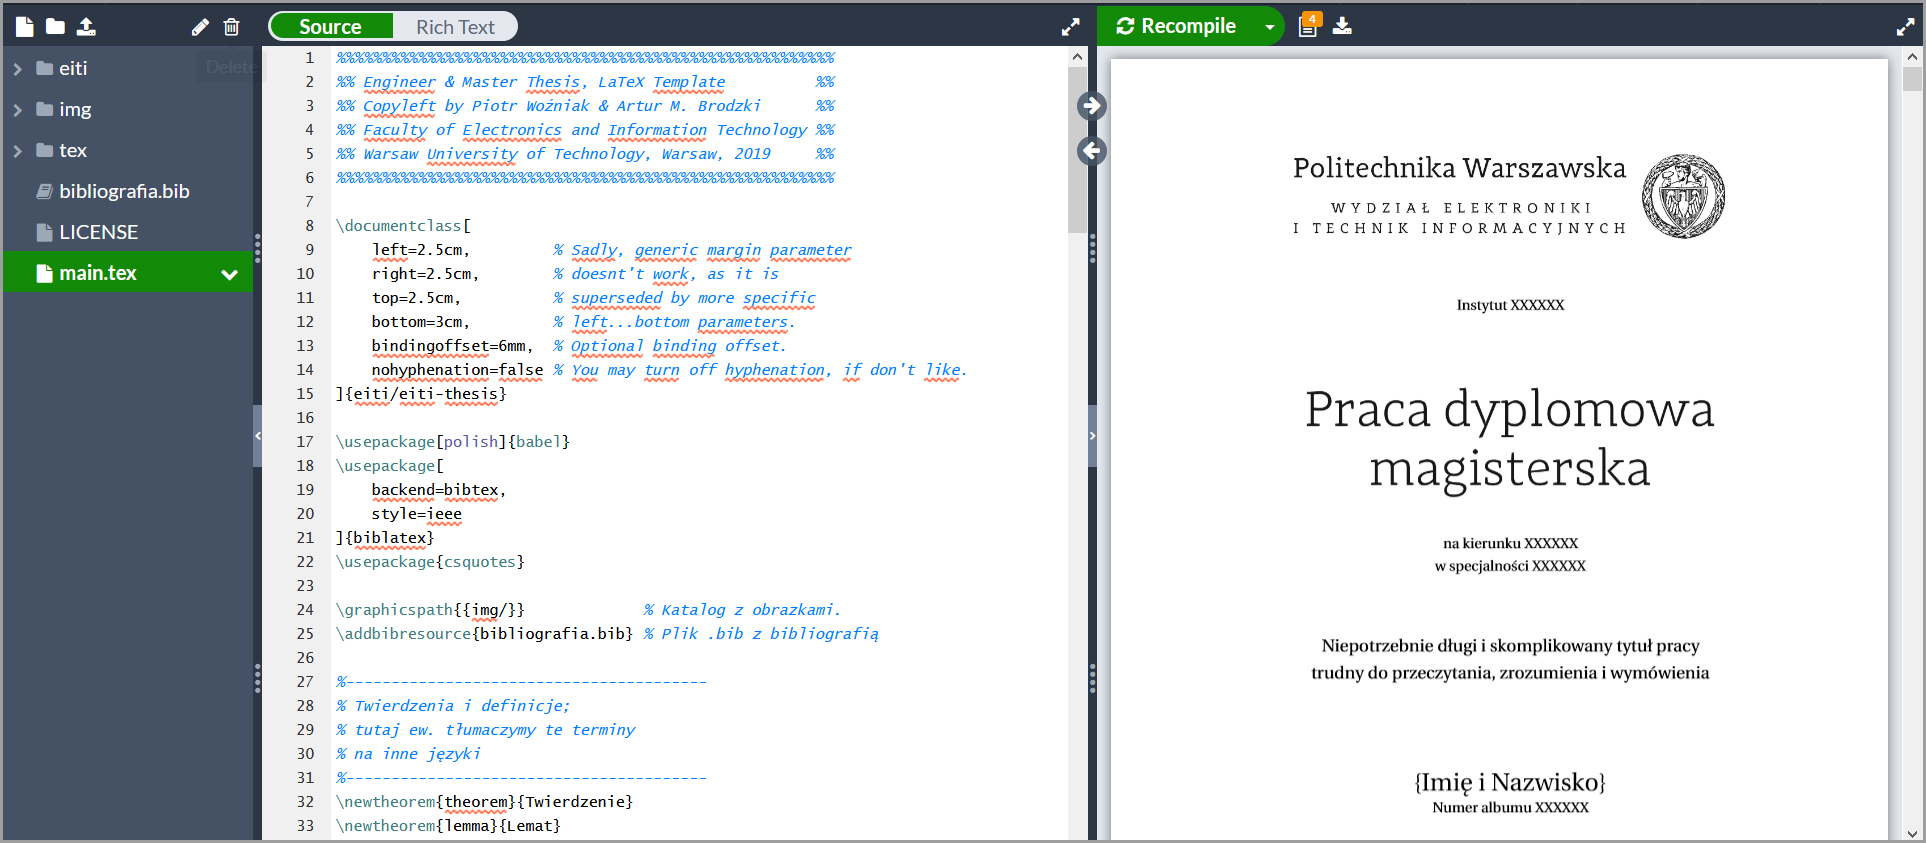 Source
Rich Text
Recompile
4
Delete
eiti
img
tex
bibliografia.bib
LICENSE
main.tex
1 %%%%%%%%%%%%%%%%%%%%%%%%%%%%%%%%%%%%%%%%%%%%%%%%%%%%%%%
2 %% Engineer & Master Thesis, LaTeX Template          %%
3 %% Copyleft by Piotr Woźniak & Artur M. Brodzki      %%
4 %% Faculty of Electronics and Information Technology %%
5 %% Warsaw University of Technology, Warsaw, 2019     %%
6 %%%%%%%%%%%%%%%%%%%%%%%%%%%%%%%%%%%%%%%%%%%%%%%%%%%%%%%
7
8 \documentclass[
9     left=2.5cm,         % Sadly, generic margin parameter
10     right=2.5cm,        % doesnt't work, as it is
11     top=2.5cm,          % superseded by more specific
12     bottom=3cm,         % left...bottom parameters.
13     bindingoffset=6mm,  % Optional binding offset.
14     nohyphenation=false % You may turn off hyphenation, if don't like.
15 ]{eiti/eiti-thesis}
16
17 \usepackage[polish]{babel}
18 \usepackage[
19     backend=bibtex,
20     style=ieee
21 ]{biblatex}
22 \usepackage{csquotes}
23
24 \graphicspath{{img/}}             % Katalog z obrazkami.
25 \addbibresource{bibliografia.bib} % Plik .bib z bibliografią
26
27 %----------------------------------------
28 % Twierdzenia i definicje;
29 % tutaj ew. tłumaczymy te terminy
30 % na inne języki
31 %----------------------------------------
32 \newtheorem{theorem}{Twierdzenie}
33 \newtheorem{lemma}{Lemat}
Politechnika Warszawska
WYDZIAŁ ELEKTRONIKI
I TECHNIK INFORMACYJNYCH
Instytut XXXXXX
Praca dyplomowa
magisterska
na kierunku XXXXXX
w specjalności XXXXXX
Niepotrzebnie długi i skomplikowany tytuł pracy
trudny do przeczytania, zrozumienia i wymówienia
{Imię i Nazwisko}
Numer albumu XXXXXX